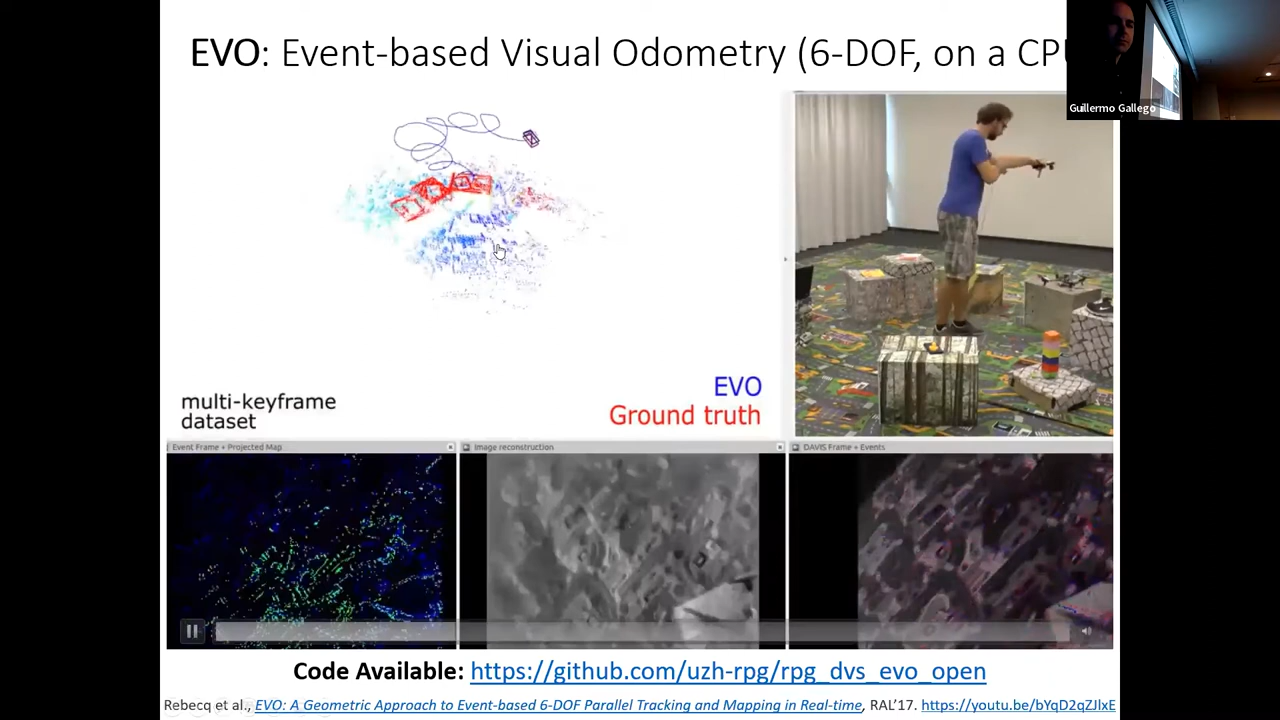 EVO: Event-based Visual Odometry (6-DOF, on a CPU
Guillermo Gallego
EVO
Ground truth
multi-keyframe
dataset
Event Frame + Projected Map
Image reconstruction
DAVIS Frame + Events
Code Available: https://github.com/uzh-rpg/rpg_dvs_evo_open
Rebecq et al., EVO: A Geometric Approach to Event-based 6-DOF Parallel Tracking and Mapping in Real-time, RAL'17. https://youtu.be/bYqD2qZJlxE